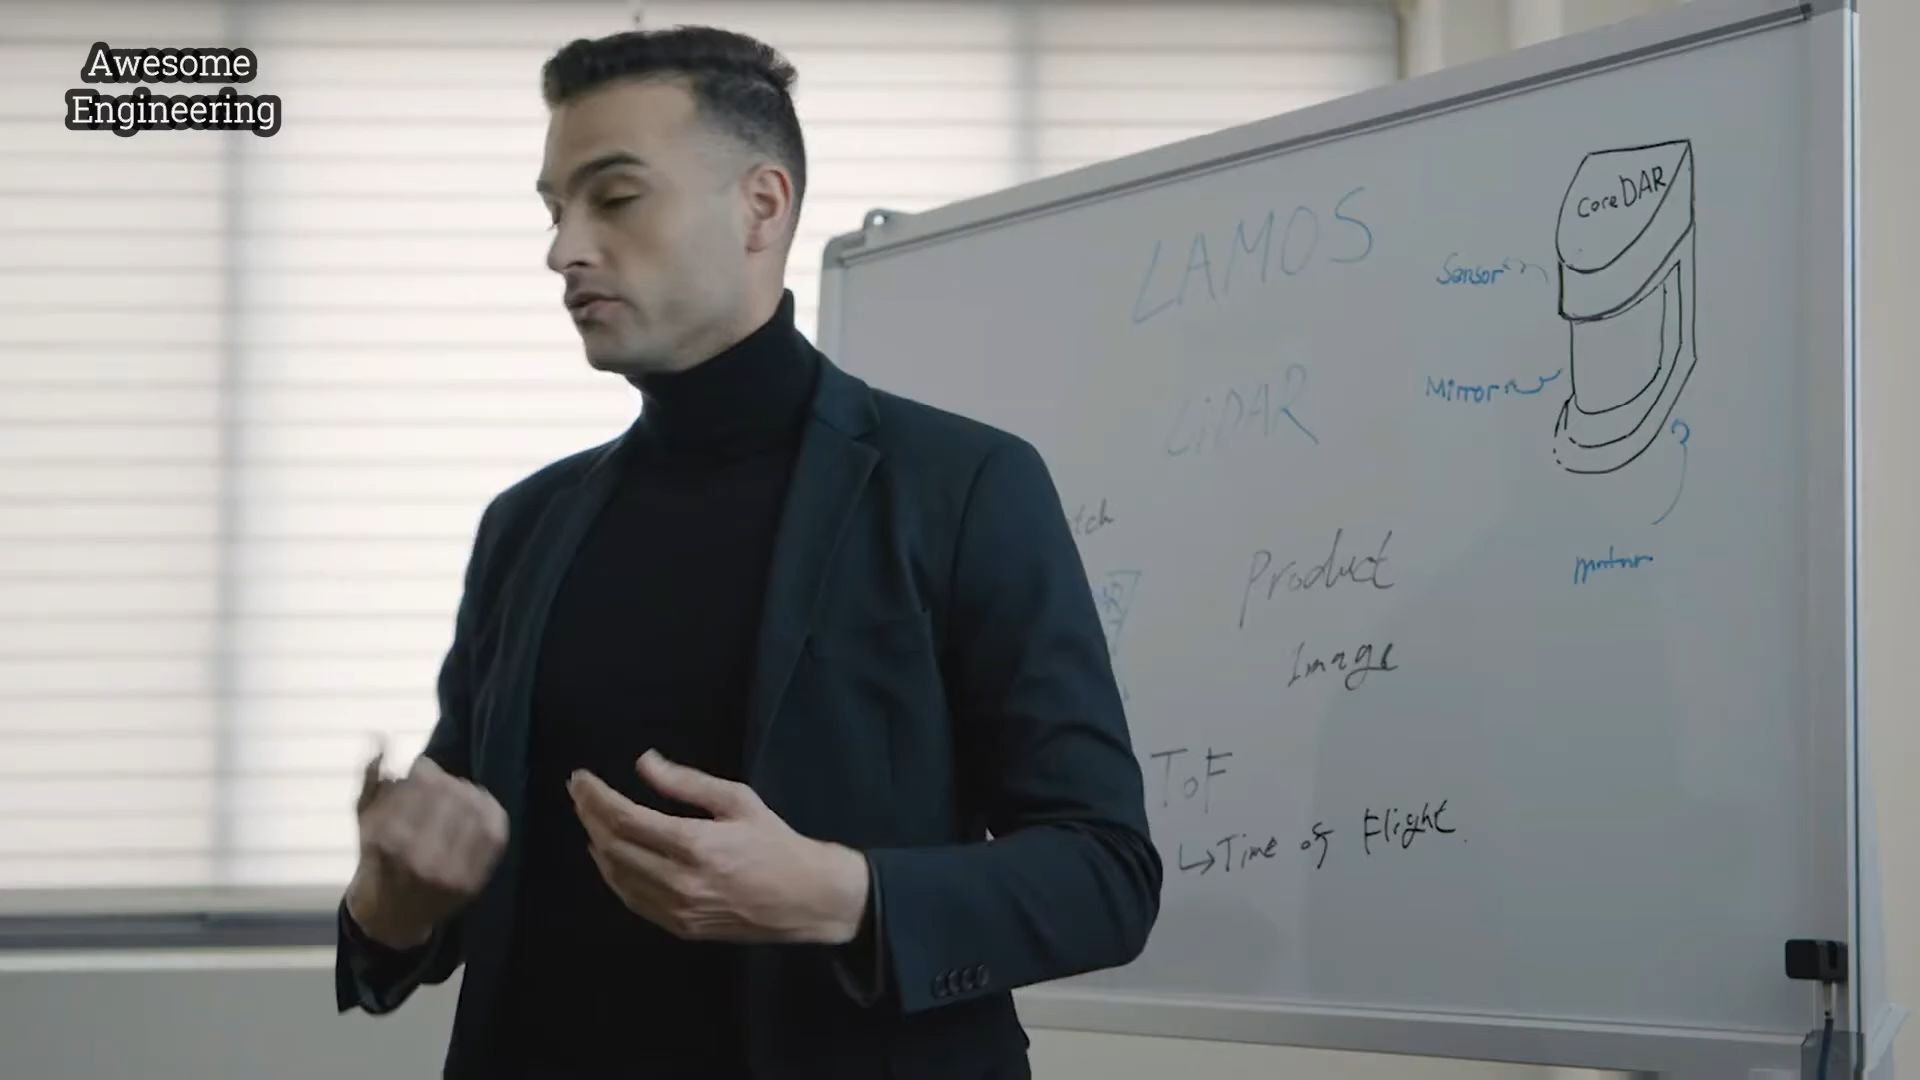 Awesome
Engineering
LAMOS
LiDAR
CoreDAR
Sensor
Mirror
motor
Product
Image
ToF
↳Time of Flight.